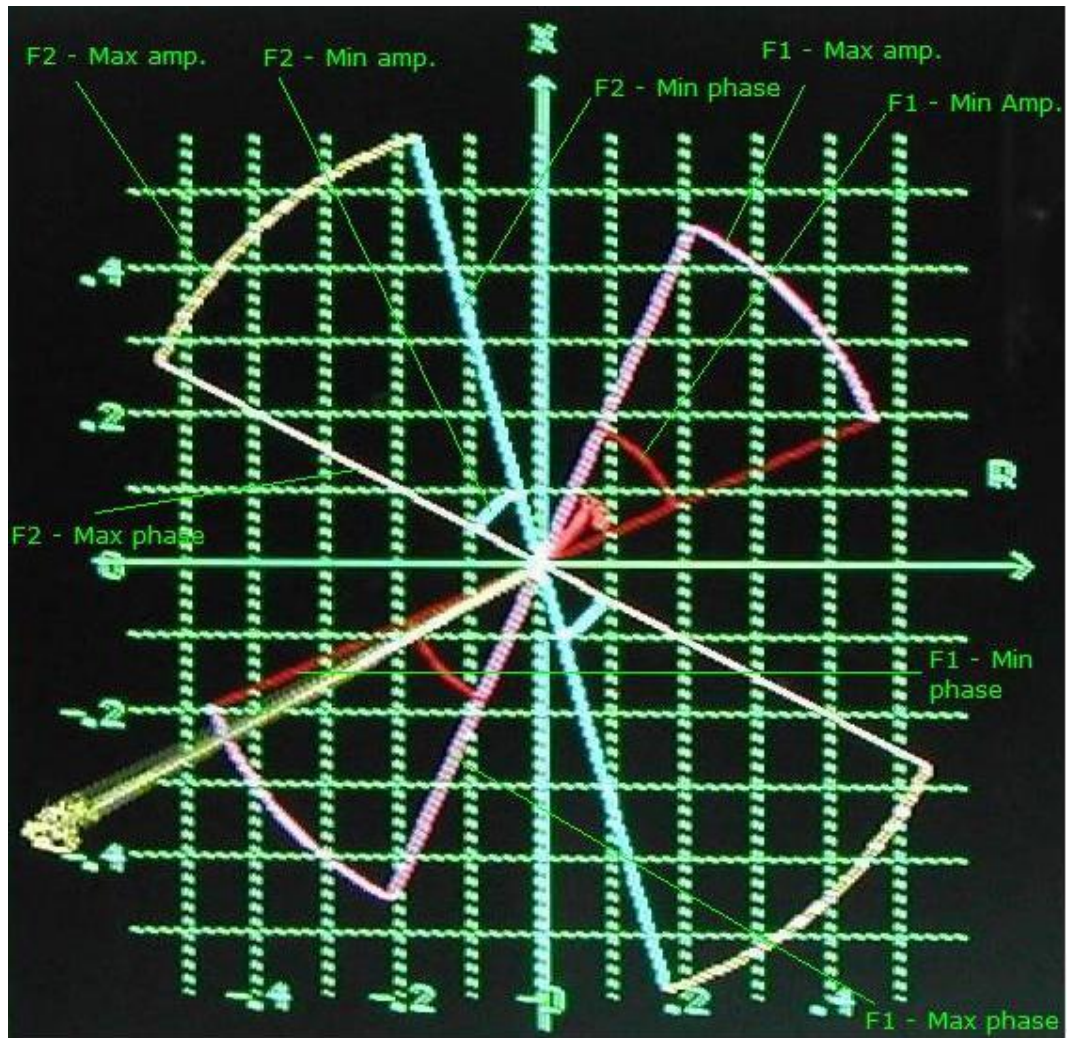 X
F2 - Max amp.
F2 - Min amp.
F1 - Max amp.
F2 - Min phase
F1 - Min Amp.
.4
.2
R
F2 - Max phase
0
F1 - Min
phase
-.2
-.4
-.4
-.2
-0
.2
.4
F1 - Max phase